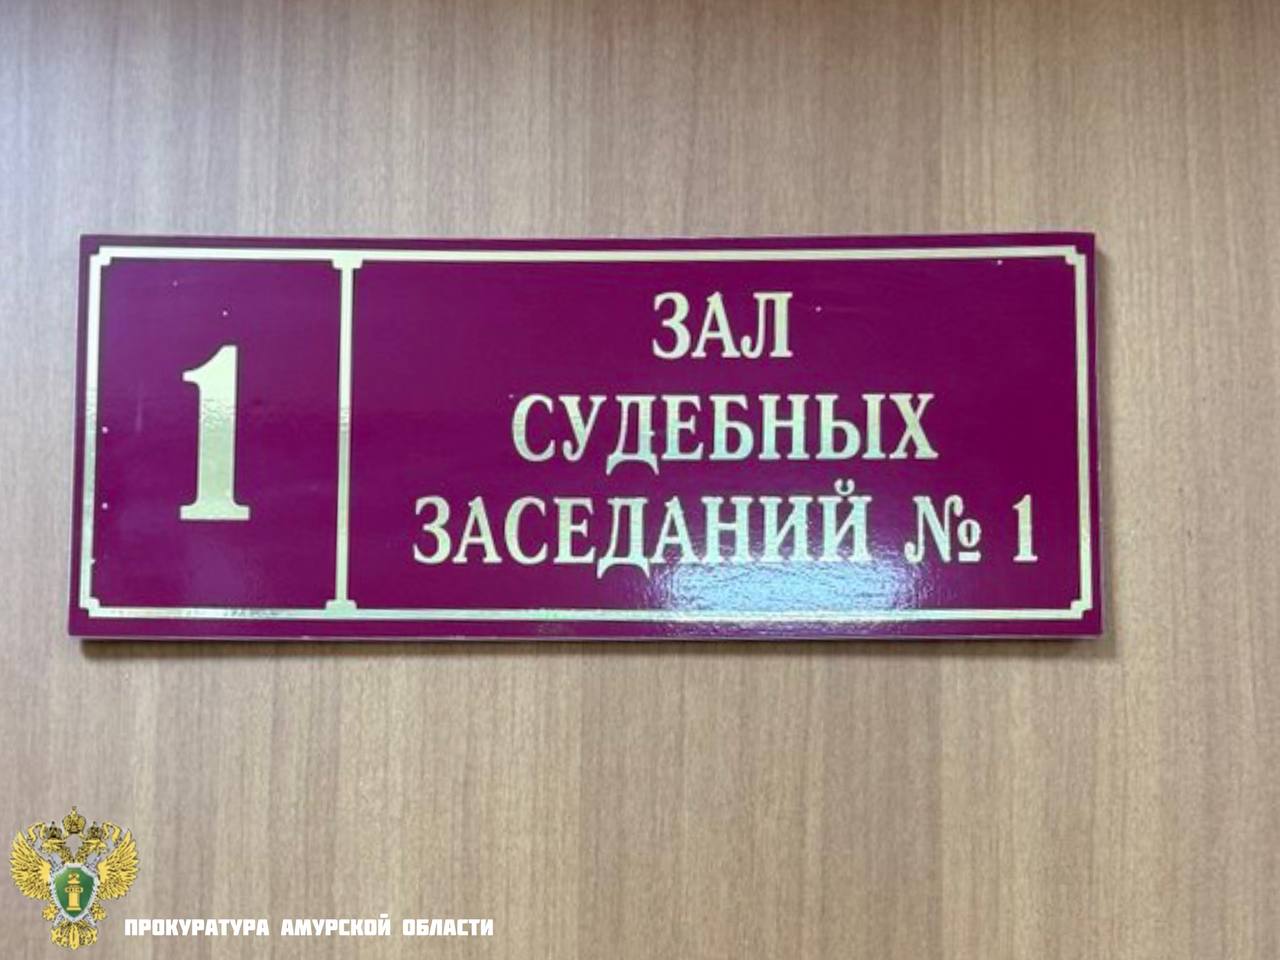 1
ЗАЛ
СУДЕБНЫХ
ЗАСЕДАНИЙ № 1
ПРОКУРАТУРА АМУРСКОЙ ОБЛАСТИ